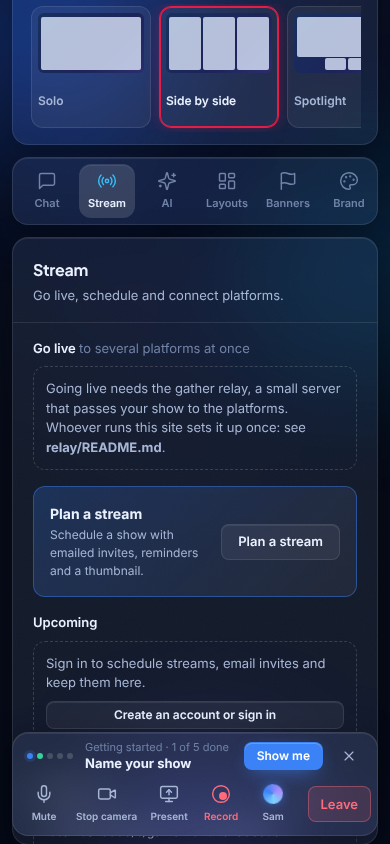 Solo
Side by side
Spotlight
Chat
Stream
AI
Layouts
Banners
Brand
Stream
Go live, schedule and connect platforms.
Go live to several platforms at once
Going live needs the gather relay, a small server
that passes your show to the platforms.
Whoever runs this site sets it up once: see
relay/README.md.
Plan a stream
Schedule a show with
emailed invites, reminders
and a thumbnail.
Plan a stream
Upcoming
Sign in to schedule streams, email invites and
keep them here.
Create an account or sign in
Getting started · 1 of 5 done
Name your show
Show me
Mute
Stop camera
Present
Record
Sam
Leave